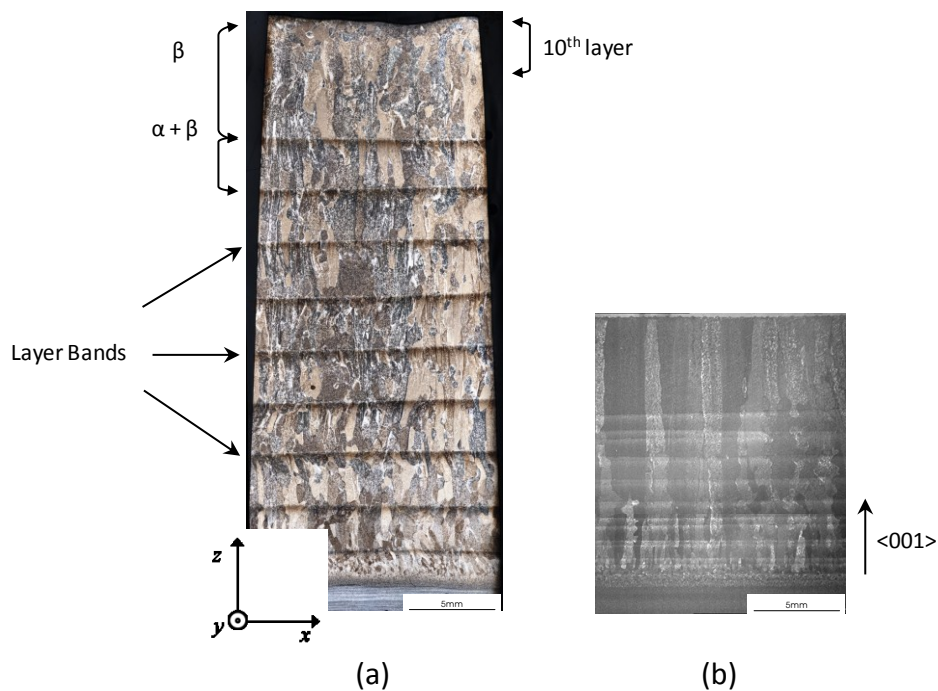 β
10th layer
α + β
Layer Bands
<001>
z
y
x
5mm
5mm
(a)
(b)